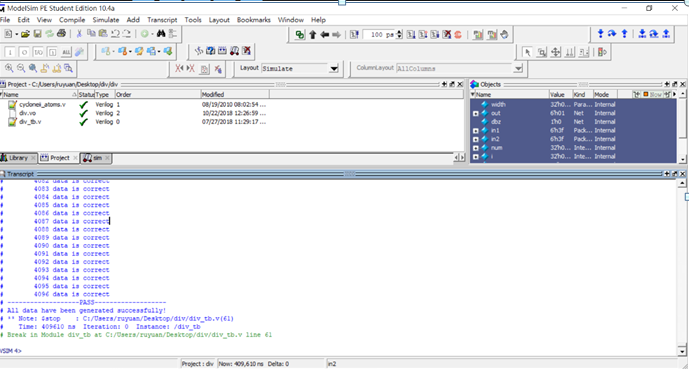 ModelSim PE Student Edition 10.4a
File Edit View Compile Simulate Add Transcript Tools Layout Bookmarks Window Help
100 ps
Layout Simulate
ColumnLayout AllColumns
Project - C:/Users/ruyuan/Desktop/div/div
Name Status Type Order Modified
cyclonei_atoms.v Verilog 1 08/19/2010 08:02:54 ...
div.vo Verilog 2 10/22/2018 12:26:59 ...
div_tb.v Verilog 0 07/27/2018 11:29:17 ...
Library Project sim
Objects
Name Value Kind Mode
Now
width 32'h0... Para... Internal
out 6'h01 Net Internal
dbz 1'h0 Net Internal
in1 6'h3f Pack... Internal
in2 6'h3f Pack... Internal
num 32'h0... Inte... Internal
i 32'h0... Inte... Internal
Transcript
# 4082 data is correct
# 4083 data is correct
# 4084 data is correct
# 4085 data is correct
# 4086 data is correct
# 4087 data is correct
# 4088 data is correct
# 4089 data is correct
# 4090 data is correct
# 4091 data is correct
# 4092 data is correct
# 4093 data is correct
# 4094 data is correct
# 4095 data is correct
# 4096 data is correct
# -------------------PASS-------------------
# All data have been generated successfully!
# ** Note: $stop : C:/Users/ruyuan/Desktop/div/div_tb.v(61)
# Time: 409610 ns Iteration: 0 Instance: /div_tb
# Break in Module div_tb at C:/Users/ruyuan/Desktop/div/div_tb.v line 61
VSIM 4>
Project : div Now: 409,610 ns Delta: 0 in2